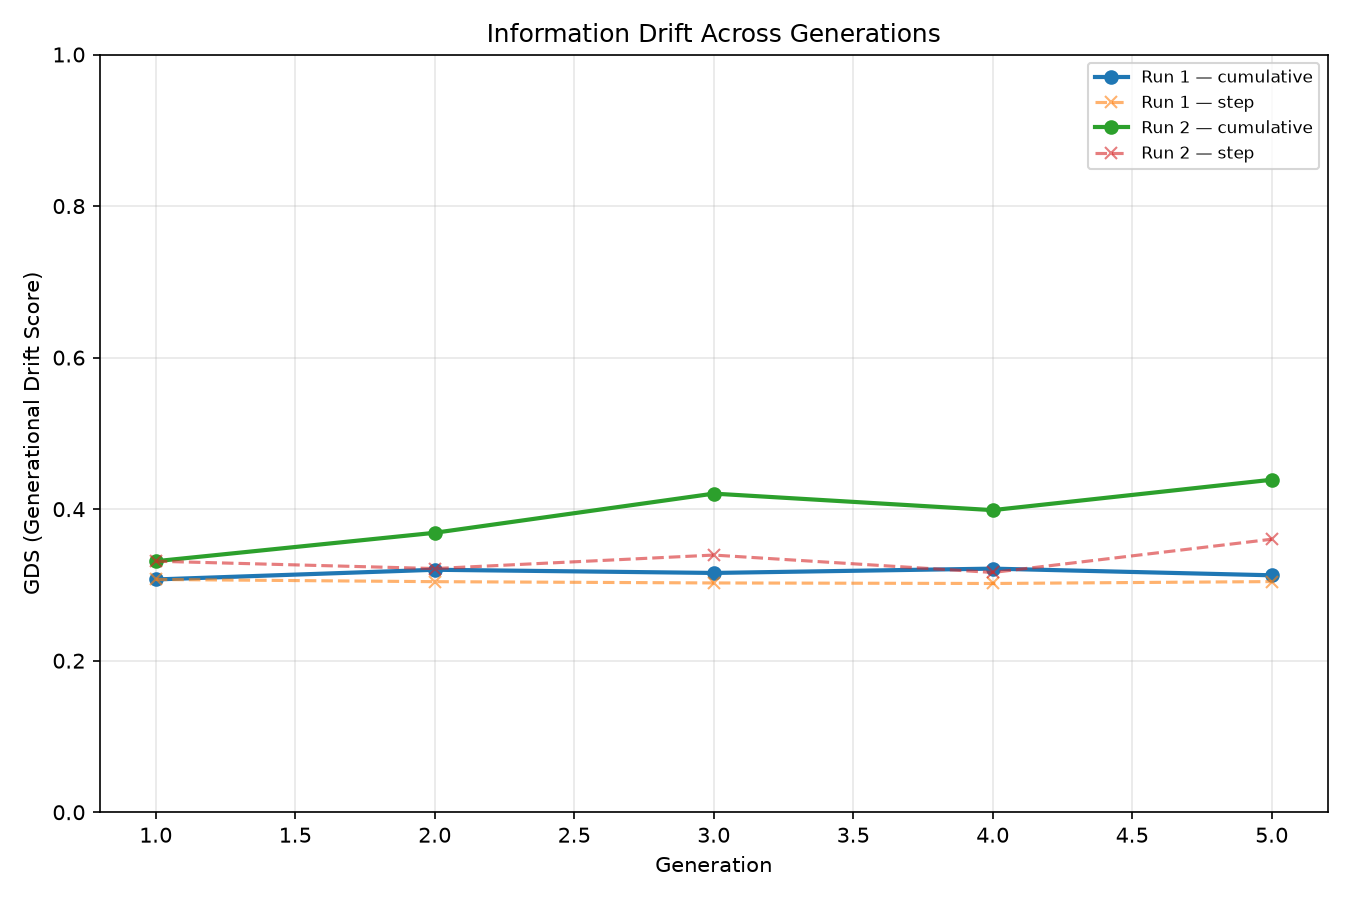 Information Drift Across Generations
GDS (Generational Drift Score)
1.0
0.8
0.6
0.4
0.2
0.0
Run 1 — cumulative
Run 1 — step
Run 2 — cumulative
Run 2 — step
1.0 1.5 2.0 2.5 3.0 3.5 4.0 4.5 5.0
Generation